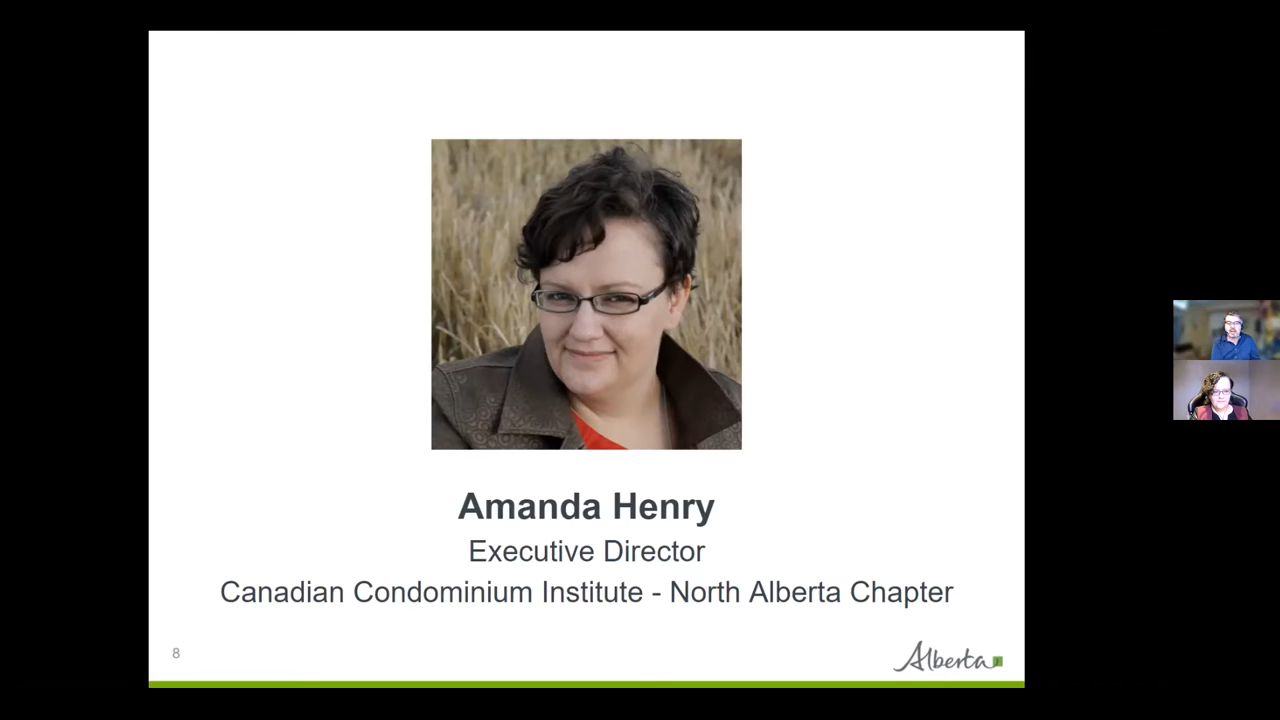 Amanda Henry
Executive Director
Canadian Condominium Institute - North Alberta Chapter
8
Alberta